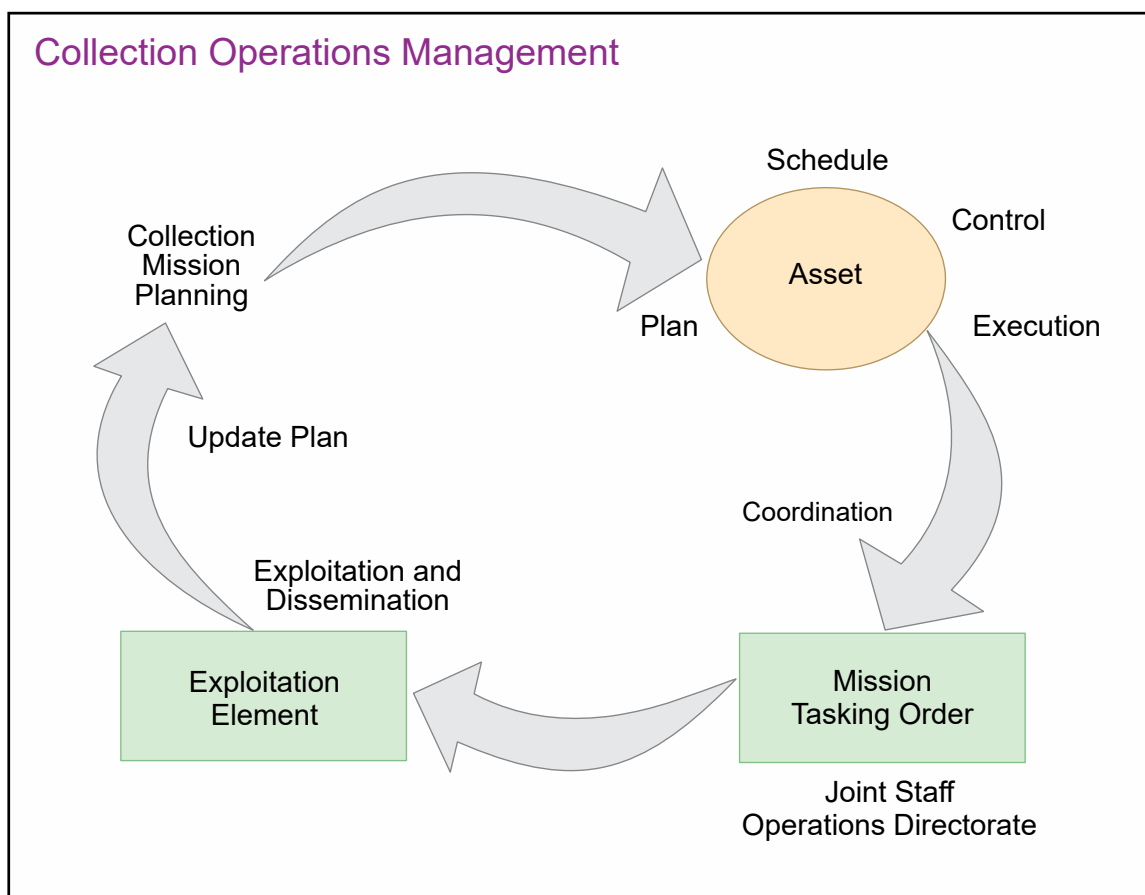 Collection Operations Management
Schedule
Control
Collection
Mission
Planning
Asset
Plan
Execution
Update Plan
Coordination
Exploitation and
Dissemination
Exploitation
Element
Mission
Tasking Order
Joint Staff
Operations Directorate